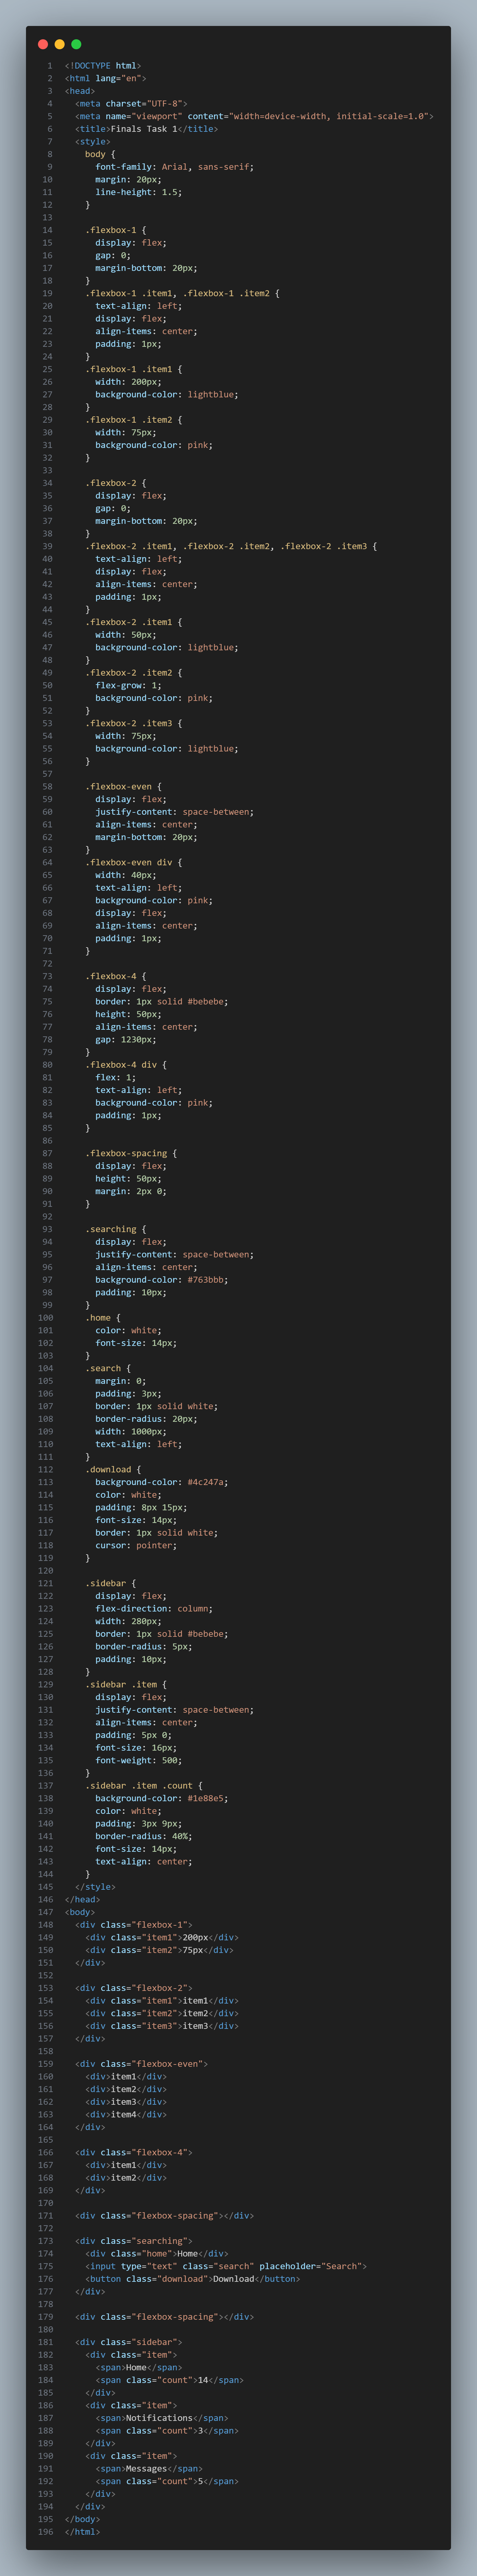 1 <!DOCTYPE html>
2 <html lang="en">
3 <head>
4   <meta charset="UTF-8">
5   <meta name="viewport" content="width=device-width, initial-scale=1.0">
6   <title>Finals Task 1</title>
7   <style>
8     body {
9       font-family: Arial, sans-serif;
10       margin: 20px;
11       line-height: 1.5;
12     }
13
14     .flexbox-1 {
15       display: flex;
16       gap: 0;
17       margin-bottom: 20px;
18     }
19     .flexbox-1 .item1, .flexbox-1 .item2 {
20       text-align: left;
21       display: flex;
22       align-items: center;
23       padding: 1px;
24     }
25     .flexbox-1 .item1 {
26       width: 200px;
27       background-color: lightblue;
28     }
29     .flexbox-1 .item2 {
30       width: 75px;
31       background-color: pink;
32     }
33
34     .flexbox-2 {
35       display: flex;
36       gap: 0;
37       margin-bottom: 20px;
38     }
39     .flexbox-2 .item1, .flexbox-2 .item2, .flexbox-2 .item3 {
40       text-align: left;
41       display: flex;
42       align-items: center;
43       padding: 1px;
44     }
45     .flexbox-2 .item1 {
46       width: 50px;
47       background-color: lightblue;
48     }
49     .flexbox-2 .item2 {
50       flex-grow: 1;
51       background-color: pink;
52     }
53     .flexbox-2 .item3 {
54       width: 75px;
55       background-color: lightblue;
56     }
57
58     .flexbox-even {
59       display: flex;
60       justify-content: space-between;
61       align-items: center;
62       margin-bottom: 20px;
63     }
64     .flexbox-even div {
65       width: 40px;
66       text-align: left;
67       background-color: pink;
68       display: flex;
69       align-items: center;
70       padding: 1px;
71     }
72
73     .flexbox-4 {
74       display: flex;
75       border: 1px solid #bebebe;
76       height: 50px;
77       align-items: center;
78       gap: 1230px;
79     }
80     .flexbox-4 div {
81       flex: 1;
82       text-align: left;
83       background-color: pink;
84       padding: 1px;
85     }
86
87     .flexbox-spacing {
88       display: flex;
89       height: 50px;
90       margin: 2px 0;
91     }
92
93     .searching {
94       display: flex;
95       justify-content: space-between;
96       align-items: center;
97       background-color: #763bbb;
98       padding: 10px;
99     }
100     .home {
101       color: white;
102       font-size: 14px;
103     }
104     .search {
105       margin: 0;
106       padding: 3px;
107       border: 1px solid white;
108       border-radius: 20px;
109       width: 1000px;
110       text-align: left;
111     }
112     .download {
113       background-color: #4c247a;
114       color: white;
115       padding: 8px 15px;
116       font-size: 14px;
117       border: 1px solid white;
118       cursor: pointer;
119     }
120
121     .sidebar {
122       display: flex;
123       flex-direction: column;
124       width: 280px;
125       border: 1px solid #bebebe;
126       border-radius: 5px;
127       padding: 10px;
128     }
129     .sidebar .item {
130       display: flex;
131       justify-content: space-between;
132       align-items: center;
133       padding: 5px 0;
134       font-size: 16px;
135       font-weight: 500;
136     }
137     .sidebar .item .count {
138       background-color: #1e88e5;
139       color: white;
140       padding: 3px 9px;
141       border-radius: 40%;
142       font-size: 14px;
143       text-align: center;
144     }
145   </style>
146 </head>
147 <body>
148   <div class="flexbox-1">
149     <div class="item1">200px</div>
150     <div class="item2">75px</div>
151   </div>
152
153   <div class="flexbox-2">
154     <div class="item1">item1</div>
155     <div class="item2">item2</div>
156     <div class="item3">item3</div>
157   </div>
158
159   <div class="flexbox-even">
160     <div>item1</div>
161     <div>item2</div>
162     <div>item3</div>
163     <div>item4</div>
164   </div>
165
166   <div class="flexbox-4">
167     <div>item1</div>
168     <div>item2</div>
169   </div>
170
171   <div class="flexbox-spacing"></div>
172
173   <div class="searching">
174     <div class="home">Home</div>
175     <input type="text" class="search" placeholder="Search">
176     <button class="download">Download</button>
177   </div>
178
179   <div class="flexbox-spacing"></div>
180
181   <div class="sidebar">
182     <div class="item">
183       <span>Home</span>
184       <span class="count">14</span>
185     </div>
186     <div class="item">
187       <span>Notifications</span>
188       <span class="count">3</span>
189     </div>
190     <div class="item">
191       <span>Messages</span>
192       <span class="count">5</span>
193     </div>
194   </div>
195 </body>
196 </html>